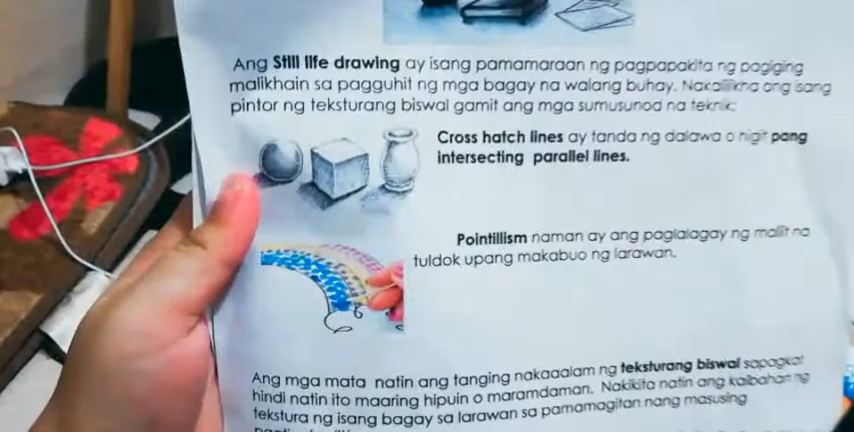 Ang Still life drawing ay isang pamamaraan ng pagpapakita ng pagiging
malikhain sa pagguhit ng mga bagay na walang buhay. Nakalilikha ang isang
pintor ng teksturang biswal gamit ang mga sumusunod na teknik:
Cross hatch lines ay tanda ng dalawa o higit pang
intersecting parallel lines.
Pointillism naman ay ang paglalagay ng maliit na
tuldok upang makabuo ng larawan.
Ang mga mata natin ang tanging nakaaalam ng teksturang biswal sapagkat
hindi natin ito maaring hipuin o maramdaman. Nakikita natin ang kaibahan ng
tekstura ng isang bagay sa larawan sa pamamagitan nang masusing